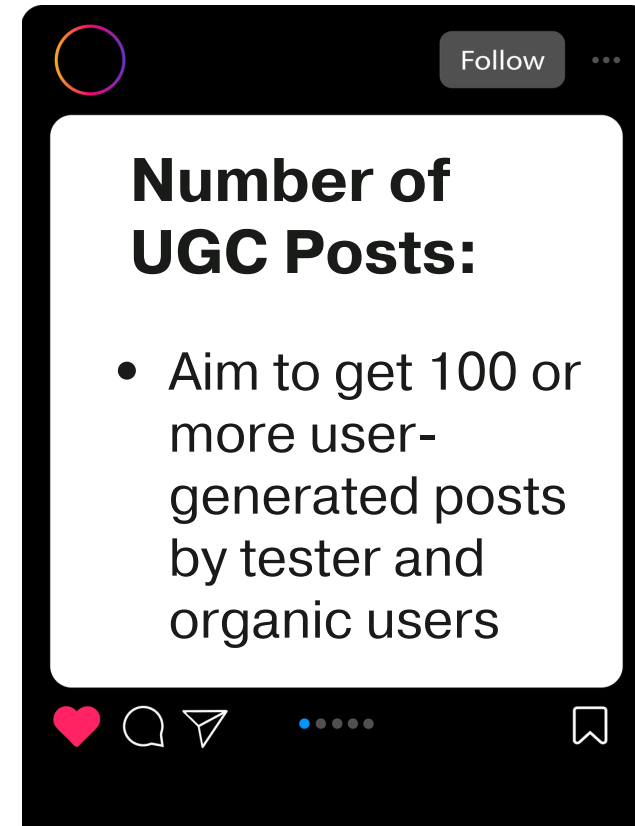 Follow
Number of
UGC Posts:
• Aim to get 100 or
more user-
generated posts
by tester and
organic users